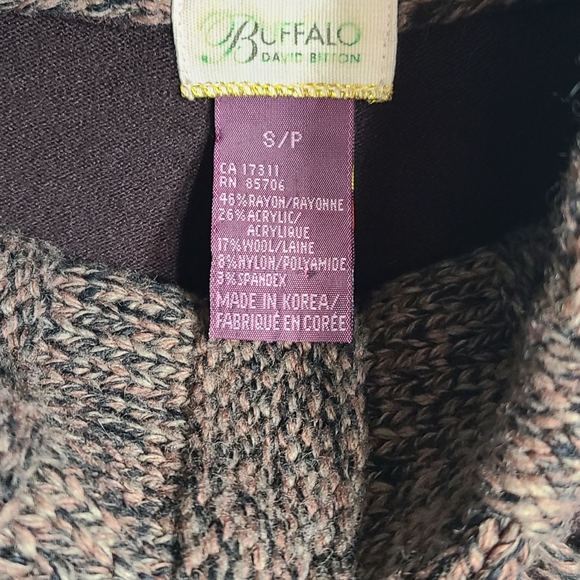 BUFFALO
DAVID BITTON
S/P
CA 17311
RN 85706
46%RAYON/RAYONNE
26%ACRYLIC/
ACRYLIQUE
17%WOOL/LAINE
8%NYLON/POLYAMIDE
3%SPANDEX
MADE IN KOREA/
FABRIQUÉ EN CORÉE